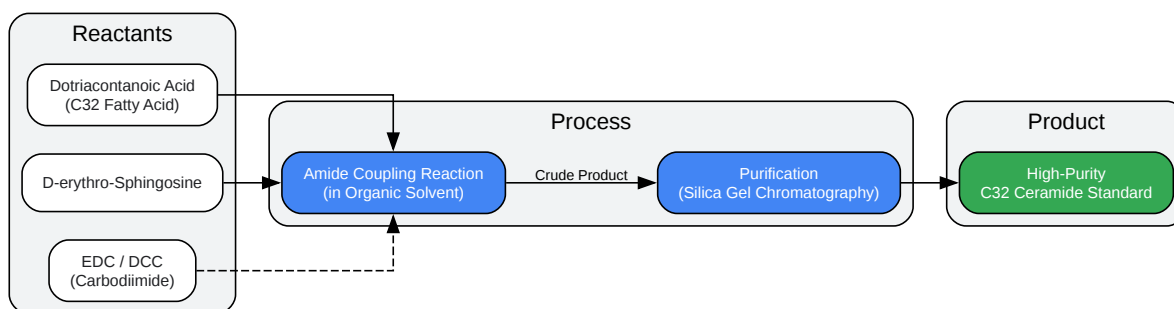 Reactants
Dotriacontanoic Acid
(C32 Fatty Acid)
D-erythro-Sphingosine
EDC / DCC
(Carbodiimide)
Process
Amide Coupling Reaction
(in Organic Solvent)
Crude Product
Purification
(Silica Gel Chromatography)
Product
High-Purity
C32 Ceramide Standard